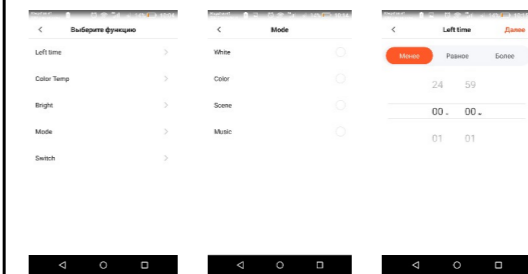 Выберите функцию
Left time
Color Temp
Bright
Mode
Switch
Mode
White
Color
Scene
Music
Left time Далее
Менее Равное Более
24 59
00 00
01 01